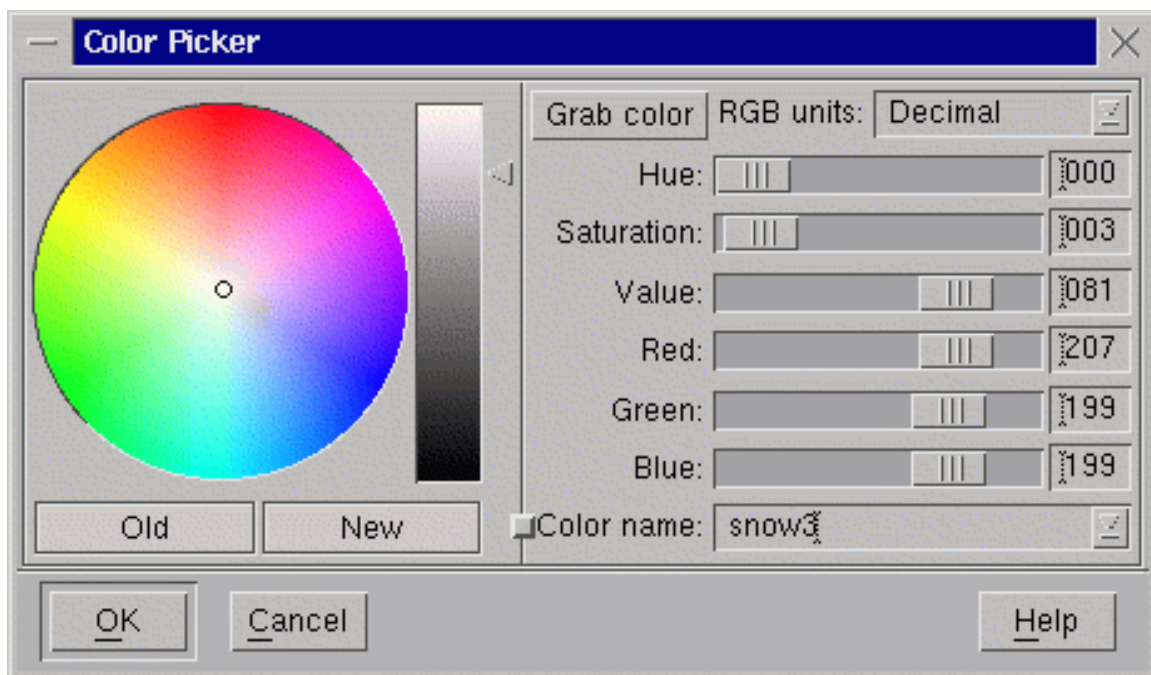 Color Picker
Grab color RGB units: Decimal
Hue: 000
Saturation: 003
Value: 081
Red: 207
Green: 199
Blue: 199
Old New Color name: snow3
OK Cancel Help